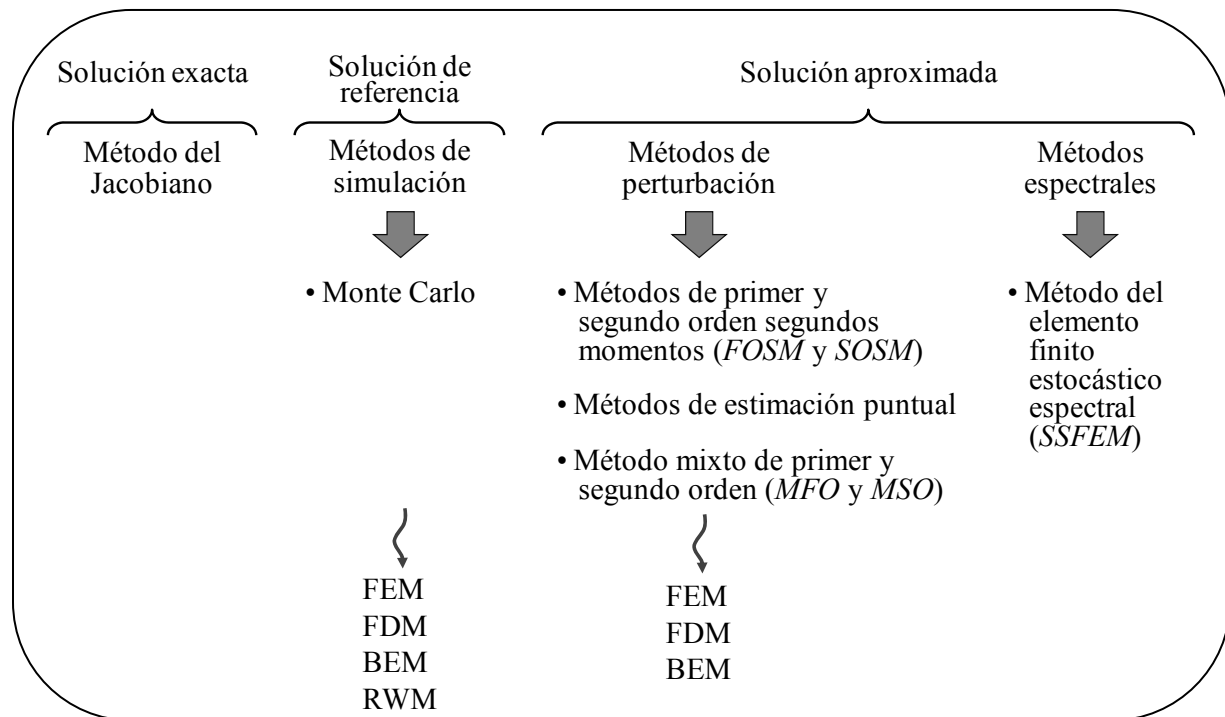 Solución exacta
Método del
Jacobiano
Solución de
referencia
Métodos de
simulación
• Monte Carlo
FEM
FDM
BEM
RWM
Solución aproximada
Métodos de
perturbación
• Métodos de primer y
segundo orden segundos
momentos (FOSM y SOSM)
• Métodos de estimación puntual
• Método mixto de primer y
segundo orden (MFO y MSO)
FEM
FDM
BEM
Métodos
espectrales
• Método del
elemento
finito
estocástico
espectral
(SSFEM)